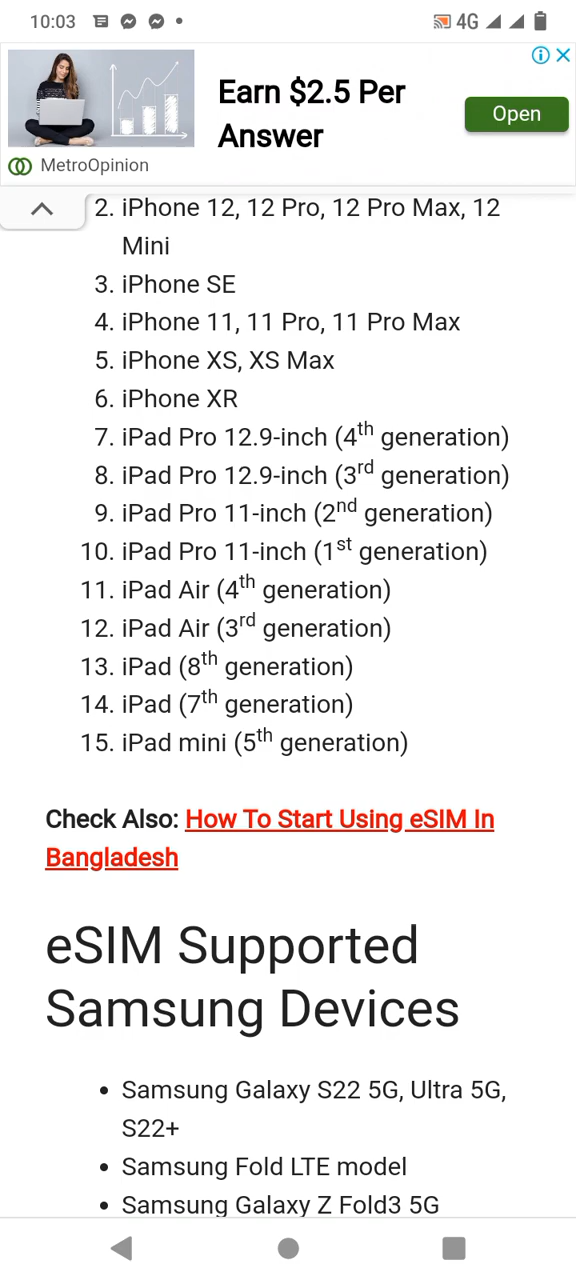 10:03
4G
Earn $2.5 Per
Answer
Open
MetroOpinion
2. iPhone 12, 12 Pro, 12 Pro Max, 12
Mini
3. iPhone SE
4. iPhone 11, 11 Pro, 11 Pro Max
5. iPhone XS, XS Max
6. iPhone XR
7. iPad Pro 12.9-inch (4th generation)
8. iPad Pro 12.9-inch (3rd generation)
9. iPad Pro 11-inch (2nd generation)
10. iPad Pro 11-inch (1st generation)
11. iPad Air (4th generation)
12. iPad Air (3rd generation)
13. iPad (8th generation)
14. iPad (7th generation)
15. iPad mini (5th generation)
Check Also: How To Start Using eSIM In
Bangladesh
eSIM Supported
Samsung Devices
• Samsung Galaxy S22 5G, Ultra 5G,
S22+
• Samsung Fold LTE model
• Samsung Galaxy Z Fold3 5G